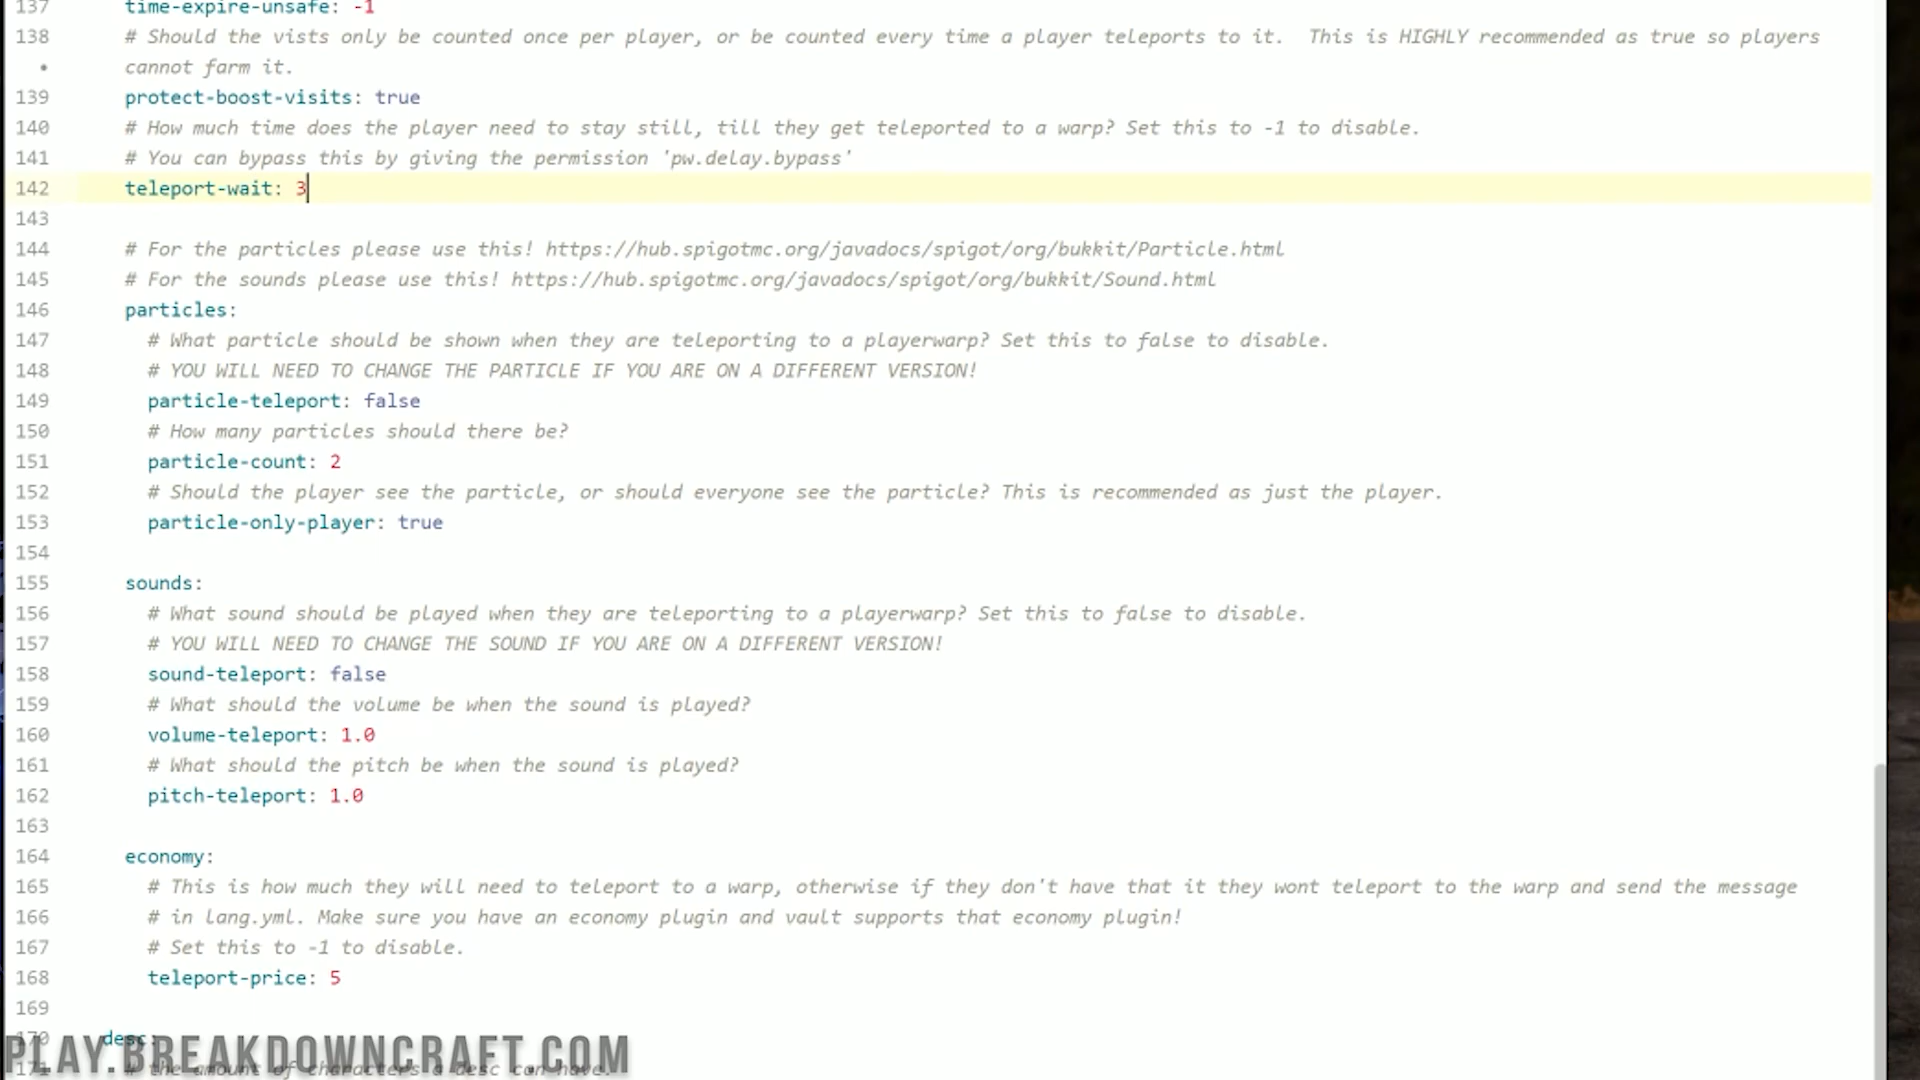 137 time-expire-unsafe: -1
138 # Should the vists only be counted once per player, or be counted every time a player teleports to it.  This is HIGHLY recommended as true so players
• cannot farm it.
139 protect-boost-visits: true
140 # How much time does the player need to stay still, till they get teleported to a warp? Set this to -1 to disable.
141 # You can bypass this by giving the permission 'pw.delay.bypass'
142 teleport-wait: 3
143
144 # For the particles please use this! https://hub.spigotmc.org/javadocs/spigot/org/bukkit/Particle.html
145 # For the sounds please use this! https://hub.spigotmc.org/javadocs/spigot/org/bukkit/Sound.html
146 particles:
147 # What particle should be shown when they are teleporting to a playerwarp? Set this to false to disable.
148 # YOU WILL NEED TO CHANGE THE PARTICLE IF YOU ARE ON A DIFFERENT VERSION!
149 particle-teleport: false
150 # How many particles should there be?
151 particle-count: 2
152 # Should the player see the particle, or should everyone see the particle? This is recommended as just the player.
153 particle-only-player: true
154
155 sounds:
156 # What sound should be played when they are teleporting to a playerwarp? Set this to false to disable.
157 # YOU WILL NEED TO CHANGE THE SOUND IF YOU ARE ON A DIFFERENT VERSION!
158 sound-teleport: false
159 # What should the volume be when the sound is played?
160 volume-teleport: 1.0
161 # What should the pitch be when the sound is played?
162 pitch-teleport: 1.0
163
164 economy:
165 # This is how much they will need to teleport to a warp, otherwise if they don't have that it they wont teleport to the warp and send the message
166 # in lang.yml. Make sure you have an economy plugin and vault supports that economy plugin!
167 # Set this to -1 to disable.
168 teleport-price: 5
169
170 desc:
PLAY.BREAKDOWNCRAFT.COM
171 # the amount of characters a desc can have.